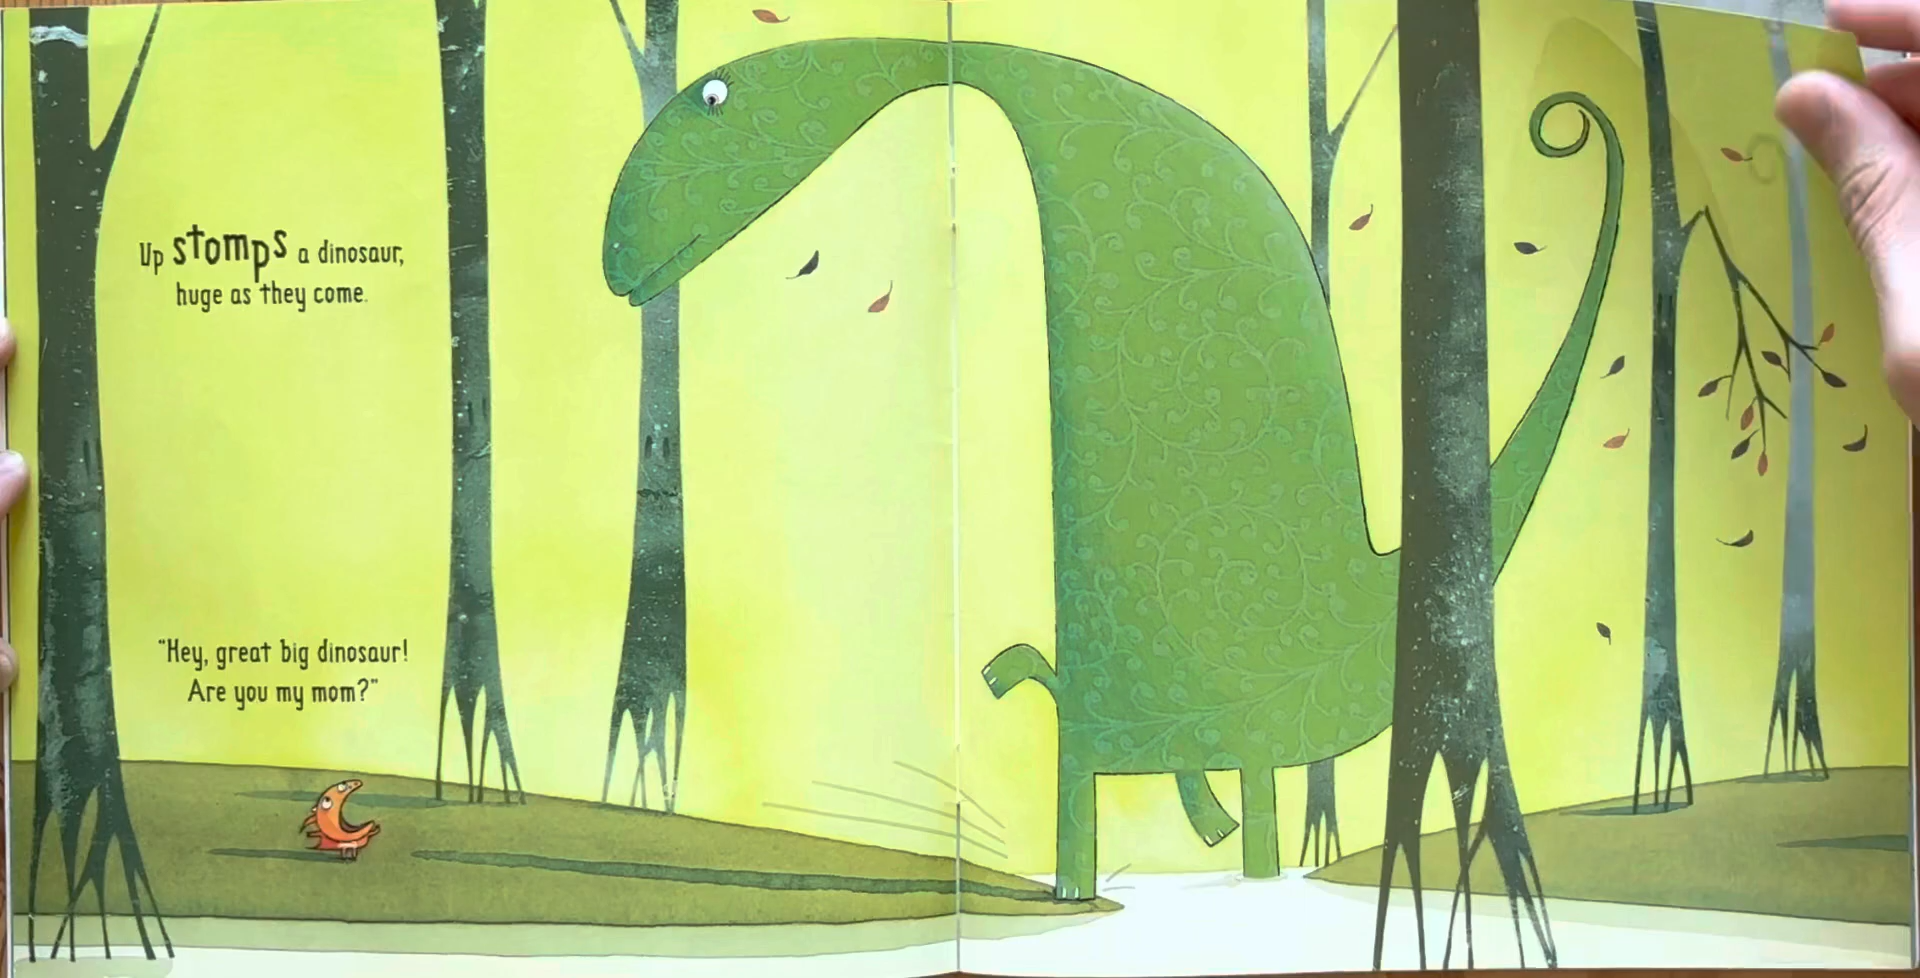 Up stomps a dinosaur,
huge as they come.
“Hey, great big dinosaur!
Are you my mom?”